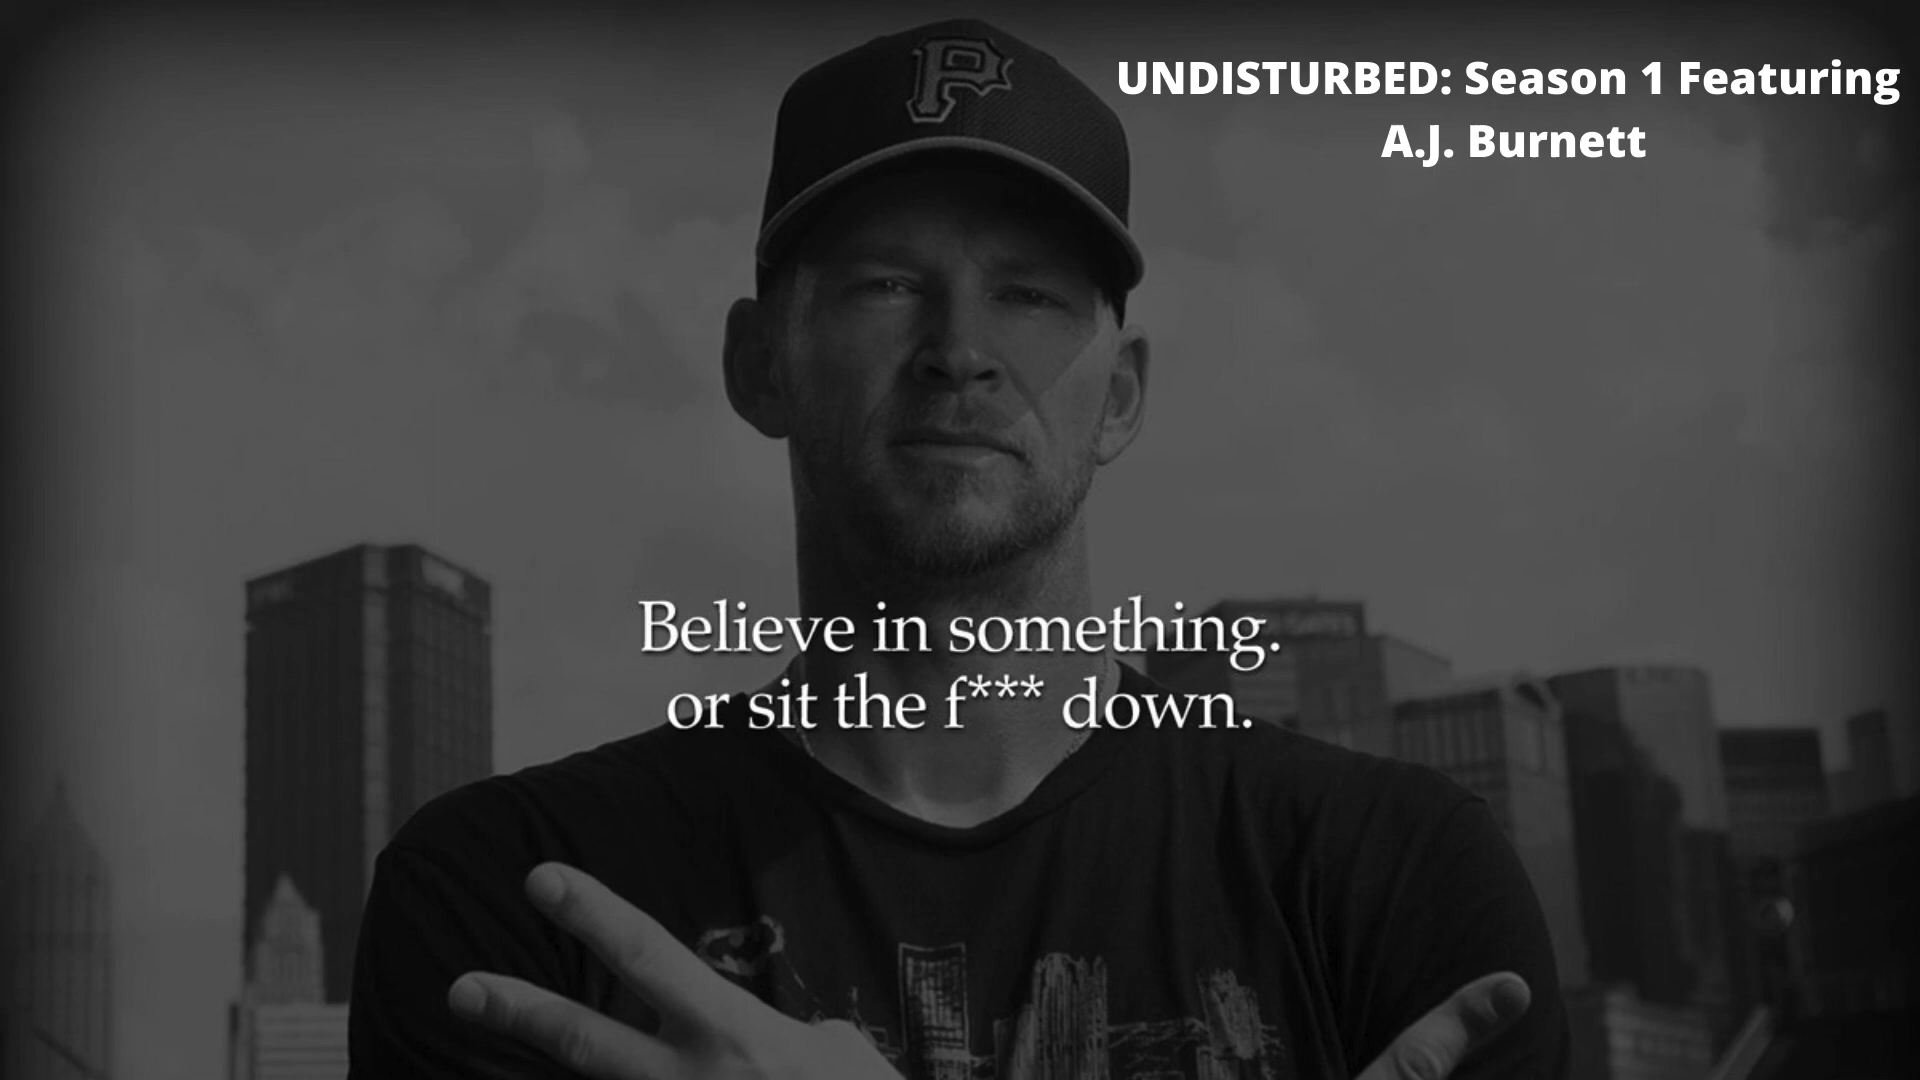 P
UNDISTURBED: Season 1 Featuring
A.J. Burnett
Believe in something.
or sit the f*** down.